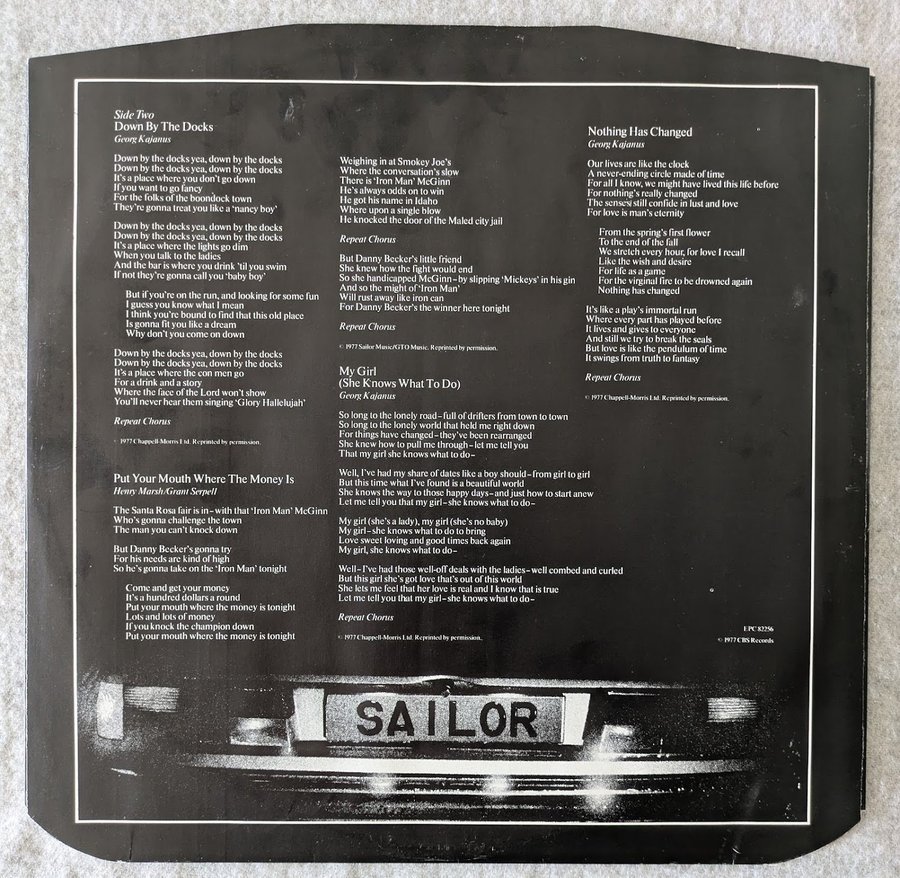 Side Two
Down By The Docks
Georg Kajanus
Down by the docks yea, down by the docks
Down by the docks yea, down by the docks
It's a place where you don't go down
If you want to go fancy
For the folks of the boondock town
They're gonna treat you like a 'nancy boy'
Down by the docks yea, down by the docks
Down by the docks yea, down by the docks
It's a place where the lights go dim
When you talk to the ladies
And the bar is where you drink 'til you swim
If not they're gonna call you 'baby boy'
But if you're on the run, and looking for some fun
I guess you know what I mean
I think you're bound to find that this old place
Is gonna fit you like a dream
Why don't you come on down
Down by the docks yea, down by the docks
Down by the docks yea, down by the docks
It's a place where the con men go
For a drink and a story
Where the face of the Lord won't show
You'll never hear them singing 'Glory Hallelujah'
Repeat Chorus
© 1977 Chappell-Morris Ltd. Reprinted by permission.
Put Your Mouth Where The Money Is
Henry Marsh/Grant Serpell
The Santa Rosa fair is in–with that 'Iron Man' McGinn
Who's gonna challenge the town
The man you can't knock down
But Danny Becker's gonna try
For his needs are kind of high
So he's gonna take on the 'Iron Man' tonight
Come and get your money
It's a hundred dollars a round
Put your mouth where the money is tonight
Lots and lots of money
If you knock the champion down
Put your mouth where the money is tonight
Weighing in at Smokey Joe's
Where the conversation's slow
There is 'Iron Man' McGinn
He's always odds on to win
He got his name in Idaho
Where upon a single blow
He knocked the door of the Maled city jail
Repeat Chorus
But Danny Becker's little friend
She knew how the fight would end
So she handicapped McGinn–by slipping 'Mickeys' in his gin
And so the might of 'Iron Man'
Will rust away like iron can
For Danny Becker's the winner here tonight
Repeat Chorus
© 1977 Sailor Music/GTO Music. Reprinted by permission.
My Girl
(She Knows What To Do)
Georg Kajanus
So long to the lonely road–full of drifters from town to town
So long to the lonely world that held me right down
For things have changed–they've been rearranged
She knew how to pull me through–let me tell you
That my girl she knows what to do–
Well, I've had my share of dates like a boy should–from girl to girl
But this time what I've found is a beautiful world
She knows the way to those happy days–and just how to start anew
Let me tell you that my girl–she knows what to do–
My girl (she's a lady), my girl (she's no baby)
My girl–she knows what to do to bring
Love sweet loving and good times back again
My girl, she knows what to do–
Well–I've had those well-off deals with the ladies–well combed and curled
But this girl she's got love that's out of this world
She lets me feel that her love is real and I know that is true
Let me tell you that my girl–she knows what to do–
Repeat Chorus
© 1977 Chappell-Morris Ltd. Reprinted by permission.
Nothing Has Changed
Georg Kajanus
Our lives are like the clock
A never-ending circle made of time
For all I know, we might have lived this life before
For nothing's really changed
The senses still confide in lust and love
For love is man's eternity
From the spring's first flower
To the end of the fall
We stretch every hour, for love I recall
Like the wish and desire
For life as a game
For the virginal fire to be drowned again
Nothing has changed
It's like a play's immortal run
Where every part has played before
It lives and gives to everyone
And still we try to break the seals
But love is like the pendulum of time
It swings from truth to fantasy
Repeat Chorus
© 1977 Chappell-Morris Ltd. Reprinted by permission.
EPC 82256
© 1977 CBS Records
SAILOR